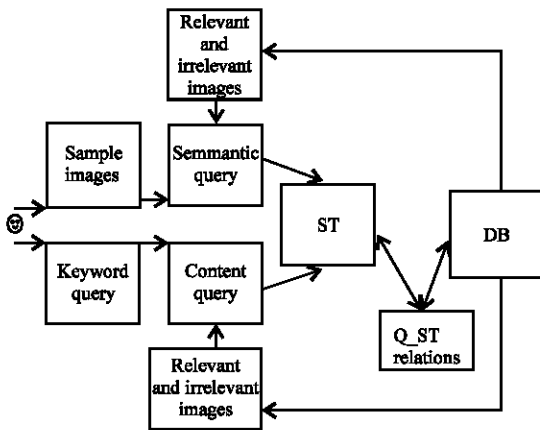 Relevant
and
irrelevant
images
Sample
images
Semmantic
query
ST
DB
Keyword
query
Content
query
Q_ST
relations
Relevant
and irrelevant
images